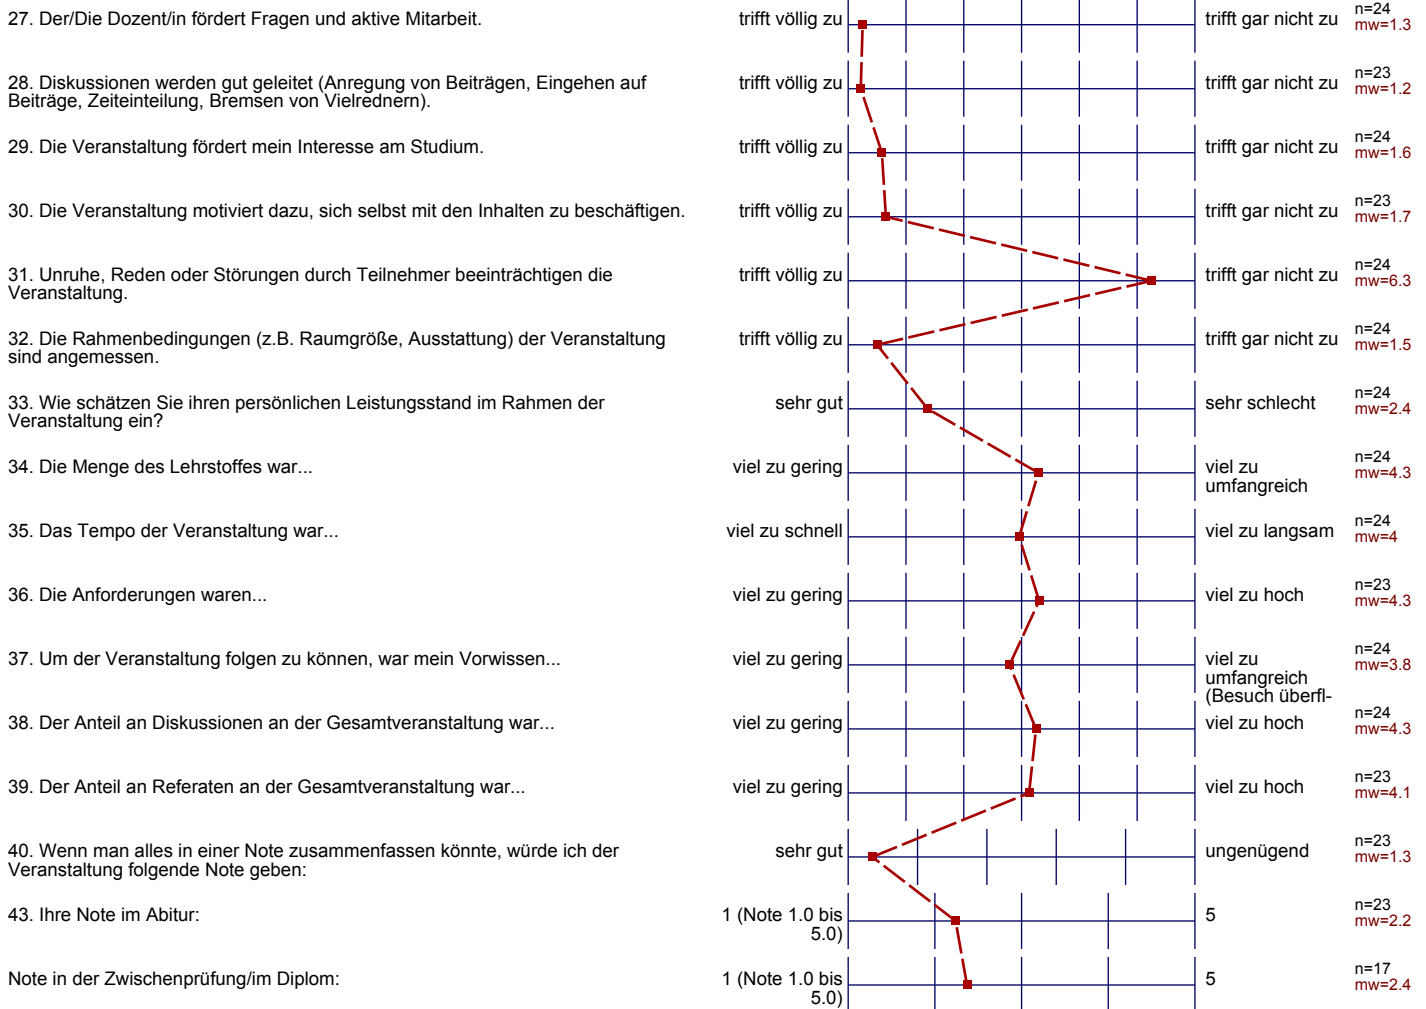 27. Der/Die Dozent/in fördert Fragen und aktive Mitarbeit. trifft völlig zu trifft gar nicht zu n=24
mw=1.3
28. Diskussionen werden gut geleitet (Anregung von Beiträgen, Eingehen auf
Beiträge, Zeiteinteilung, Bremsen von Vielrednern).
trifft völlig zu trifft gar nicht zu n=23
mw=1.2
29. Die Veranstaltung fördert mein Interesse am Studium. trifft völlig zu trifft gar nicht zu n=24
mw=1.6
30. Die Veranstaltung motiviert dazu, sich selbst mit den Inhalten zu beschäftigen. trifft völlig zu trifft gar nicht zu n=23
mw=1.7
31. Unruhe, Reden oder Störungen durch Teilnehmer beeinträchtigen die
Veranstaltung.
trifft völlig zu trifft gar nicht zu n=24
mw=6.3
32. Die Rahmenbedingungen (z.B. Raumgröße, Ausstattung) der Veranstaltung
sind angemessen.
trifft völlig zu trifft gar nicht zu n=24
mw=1.5
33. Wie schätzen Sie ihren persönlichen Leistungsstand im Rahmen der
Veranstaltung ein?
sehr gut sehr schlecht n=24
mw=2.4
34. Die Menge des Lehrstoffes war... viel zu gering viel zu
umfangreich
n=24
mw=4.3
35. Das Tempo der Veranstaltung war... viel zu schnell viel zu langsam n=24
mw=4
36. Die Anforderungen waren... viel zu gering viel zu hoch n=23
mw=4.3
37. Um der Veranstaltung folgen zu können, war mein Vorwissen... viel zu gering viel zu
umfangreich
(Besuch überfl-
n=24
mw=3.8
38. Der Anteil an Diskussionen an der Gesamtveranstaltung war... viel zu gering viel zu hoch n=24
mw=4.3
39. Der Anteil an Referaten an der Gesamtveranstaltung war... viel zu gering viel zu hoch n=23
mw=4.1
40. Wenn man alles in einer Note zusammenfassen könnte, würde ich der
Veranstaltung folgende Note geben:
sehr gut ungenügend n=23
mw=1.3
43. Ihre Note im Abitur: 1 (Note 1.0 bis
5.0)
5 n=23
mw=2.2
Note in der Zwischenprüfung/im Diplom: 1 (Note 1.0 bis
5.0)
5 n=17
mw=2.4